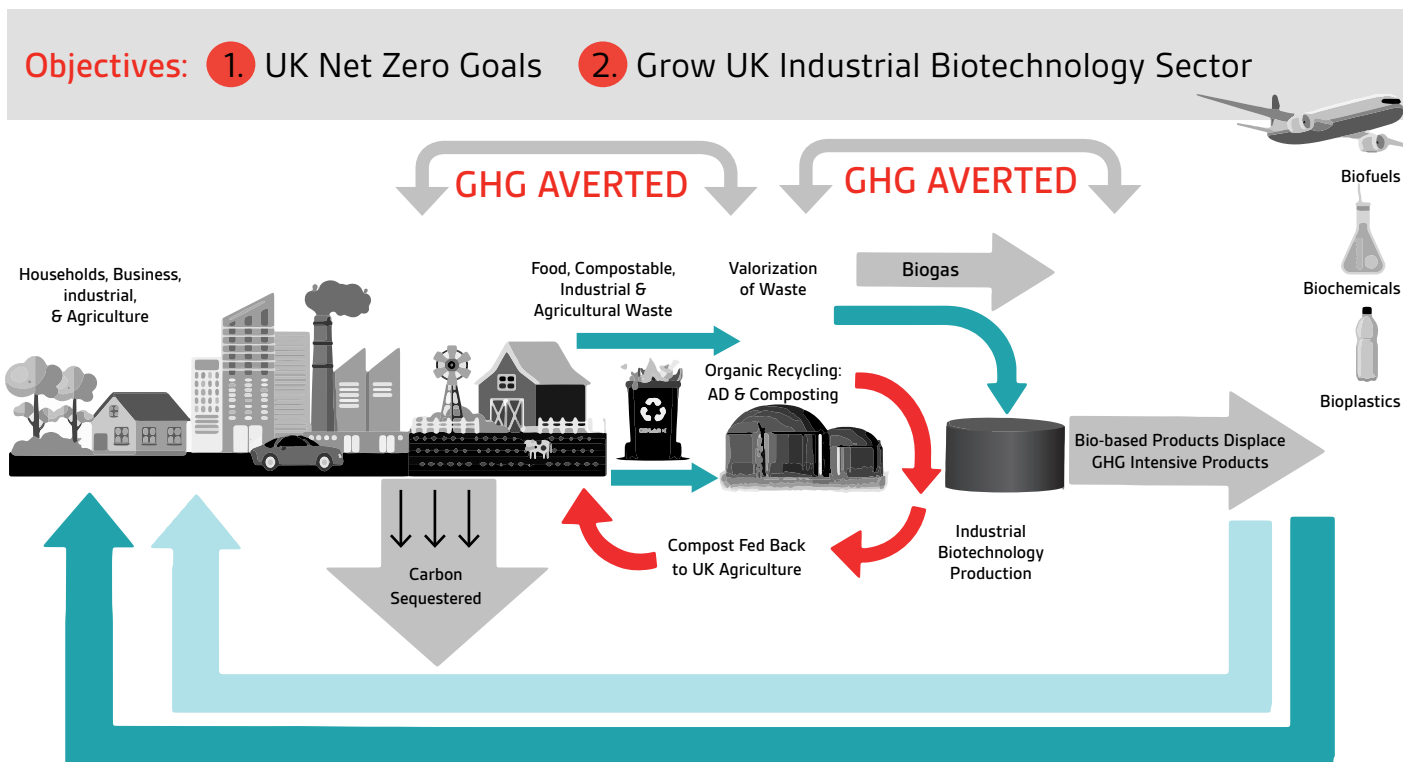 Objectives: 1. UK Net Zero Goals 2. Grow UK Industrial Biotechnology Sector
GHG AVERTED
GHG AVERTED
Biofuels
Biochemicals
Bioplastics
Households, Business,
industrial,
& Agriculture
Food, Compostable,
Industrial &
Agricultural Waste
Valorization
of Waste
Biogas
Organic Recycling:
AD & Composting
Bio-based Products Displace
GHG Intensive Products
Industrial
Biotechnology
Production
Compost Fed Back
to UK Agriculture
Carbon
Sequestered